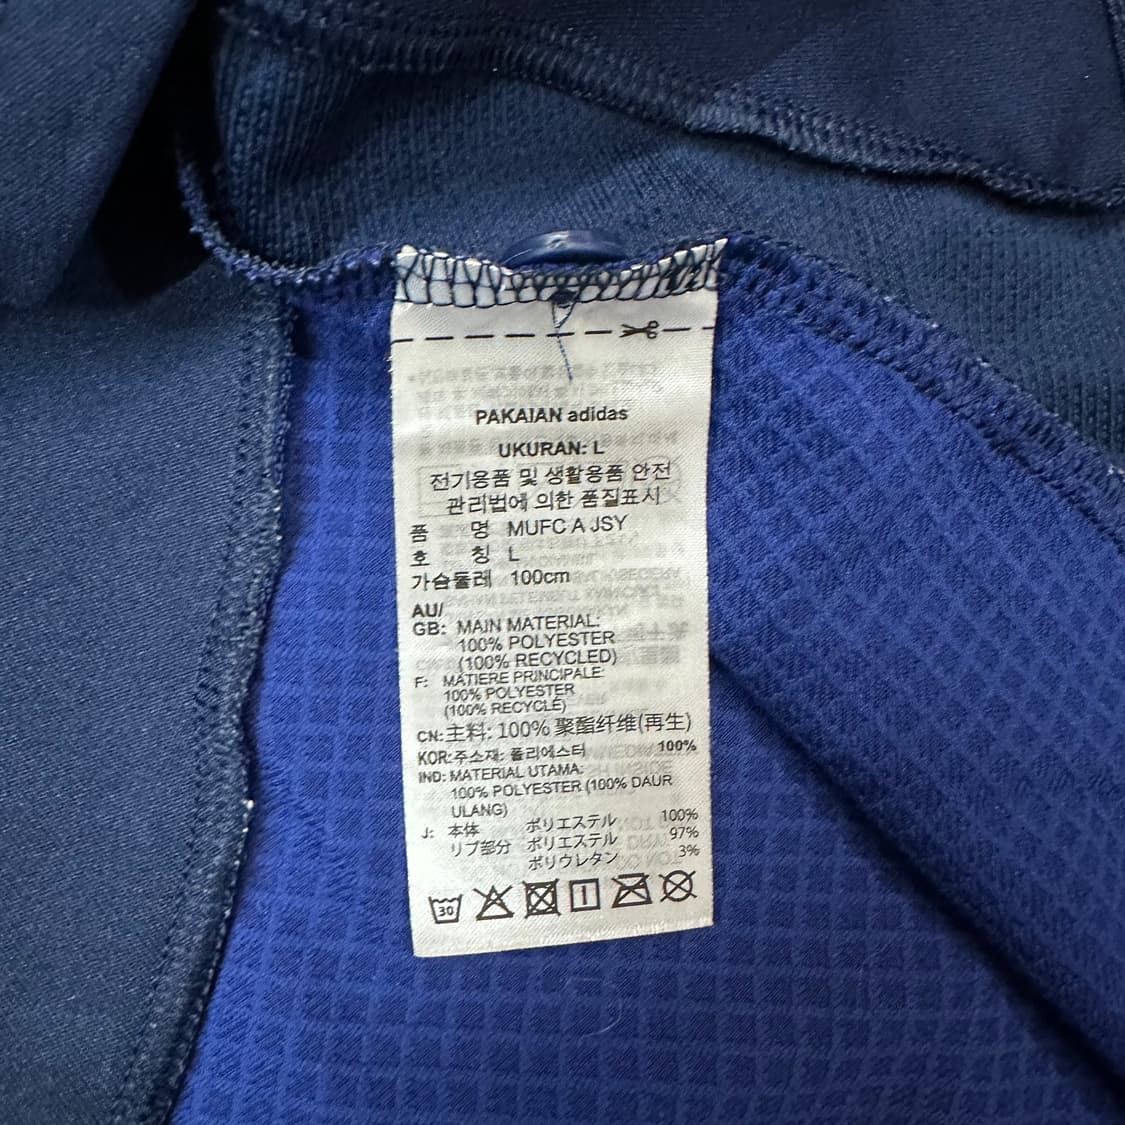 PAKAIAN adidas
UKURAN: L
전기용품 및 생활용품 안전
관리법에 의한 품질표시
품 명 MUFC A JSY
호 칭 L
가슴둘레 100cm
AU/
GB: MAIN MATERIAL:
100% POLYESTER
(100% RECYCLED)
F: MATIERE PRINCIPALE:
100% POLYESTER
(100% RECYCLÉ)
CN: 主料: 100% 聚酯纤维(再生)
KOR: 주소재: 폴리에스터 100%
IND: MATERIAL UTAMA:
100% POLYESTER (100% DAUR
ULANG)
J: 本体 ポリエステル 100%
リブ部分 ポリエステル 97%
ポリウレタン 3%
30